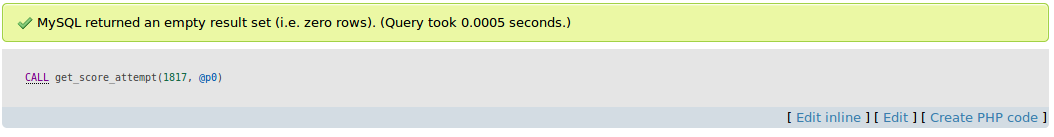 MySQL returned an empty result set (i.e. zero rows). (Query took 0.0005 seconds.)
CALL get_score_attempt(1817, @p0)
[ Edit inline ] [ Edit ] [ Create PHP code ]